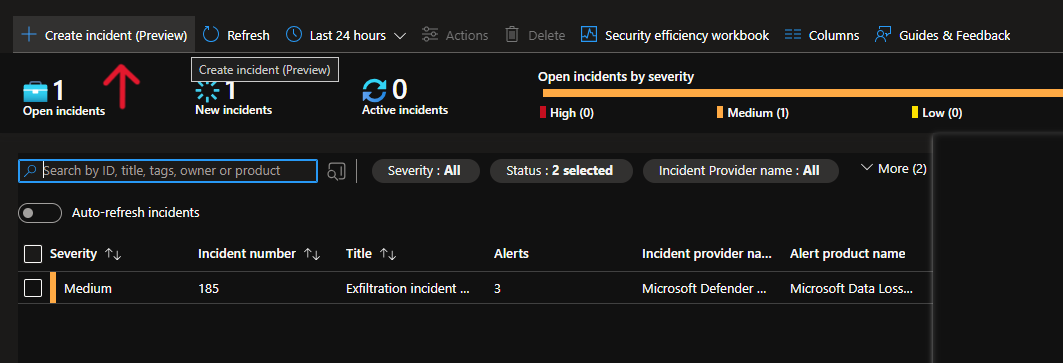 Create incident (Preview) Refresh Last 24 hours Actions Delete Security efficiency workbook Columns Guides & Feedback
Create incident (Preview)
1
Open incidents
1
New incidents
0
Active incidents
Open incidents by severity
High (0) Medium (1) Low (0)
Search by ID, title, tags, owner or product Severity : All Status : 2 selected Incident Provider name : All More (2)
Auto-refresh incidents
Severity Incident number Title Alerts Incident provider na... Alert product name
Medium 185 Exfiltration incident ... 3 Microsoft Defender ... Microsoft Data Loss...